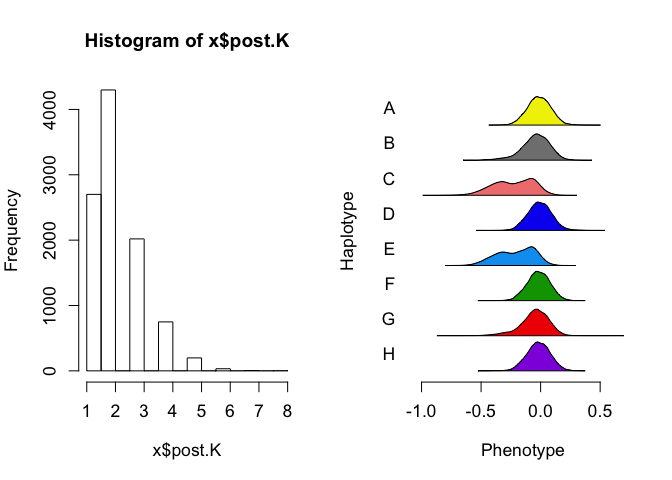 Histogram of x$post.K
Frequency
0
1000
2000
3000
4000
1 2 3 4 5 6 7 8
x$post.K
Haplotype
A
B
C
D
E
F
G
H
-1.0 -0.5 0.0 0.5
Phenotype